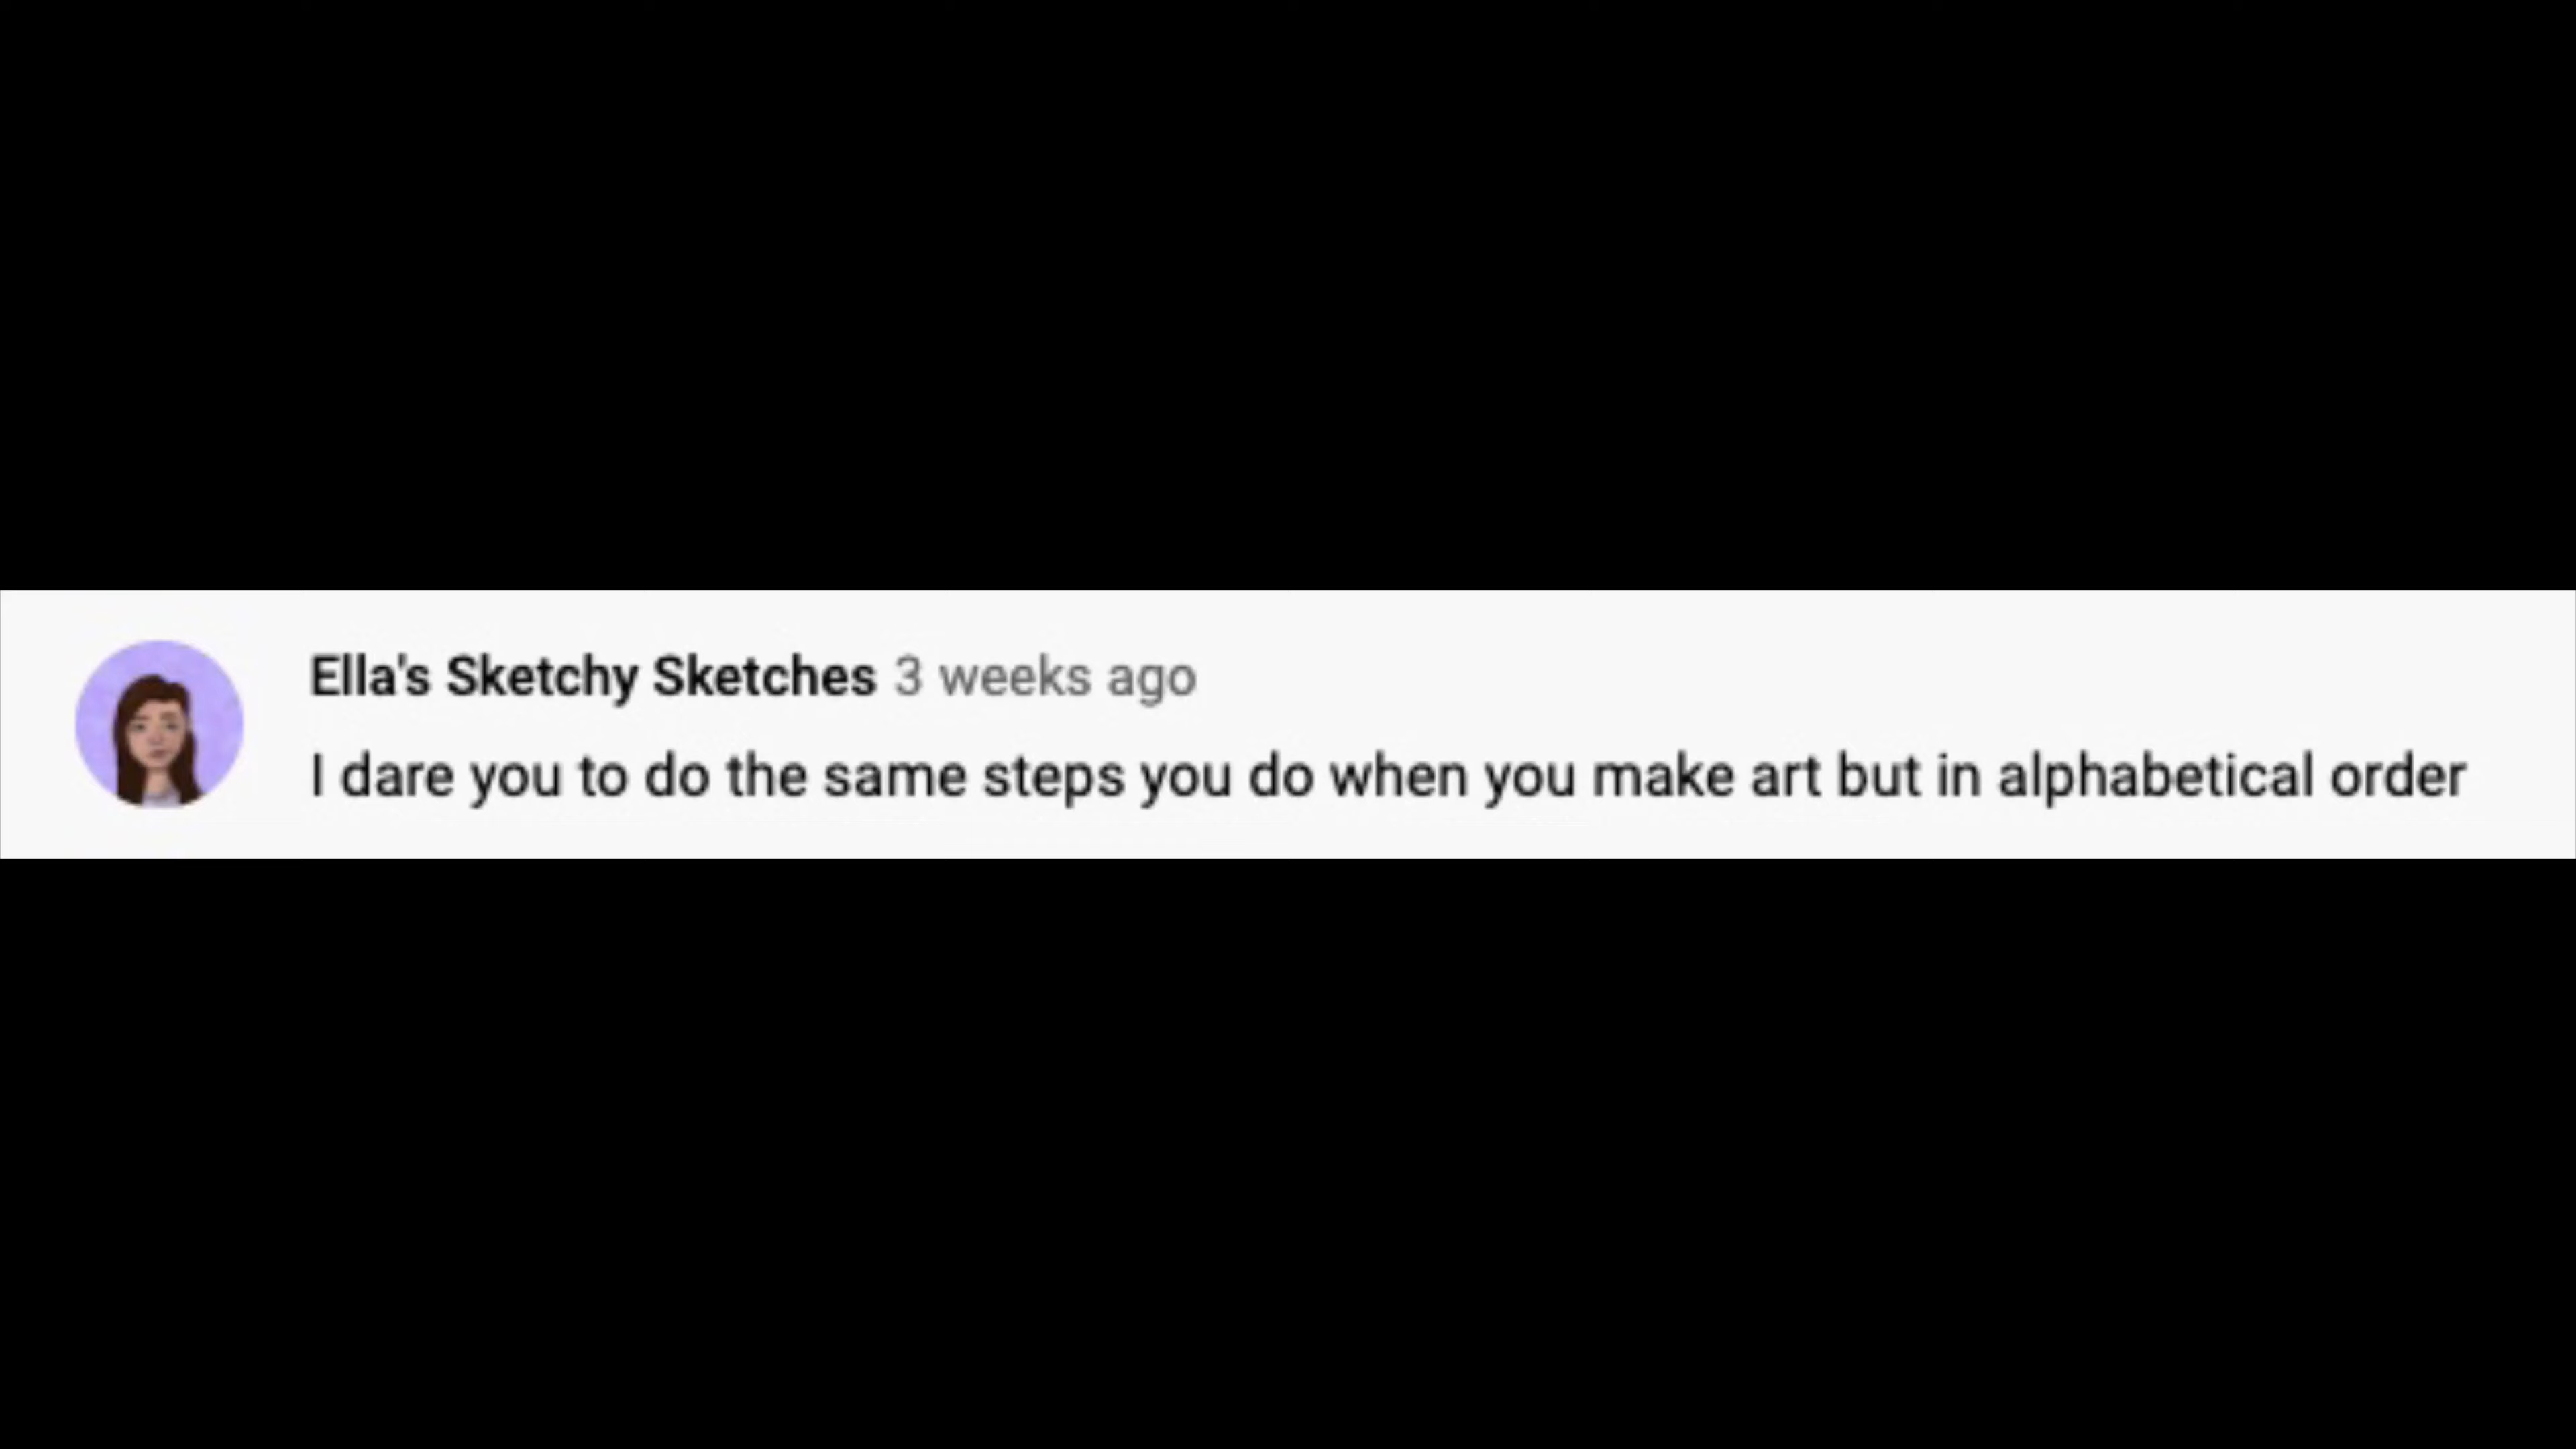 Ella's Sketchy Sketches 3 weeks ago
I dare you to do the same steps you do when you make art but in alphabetical order